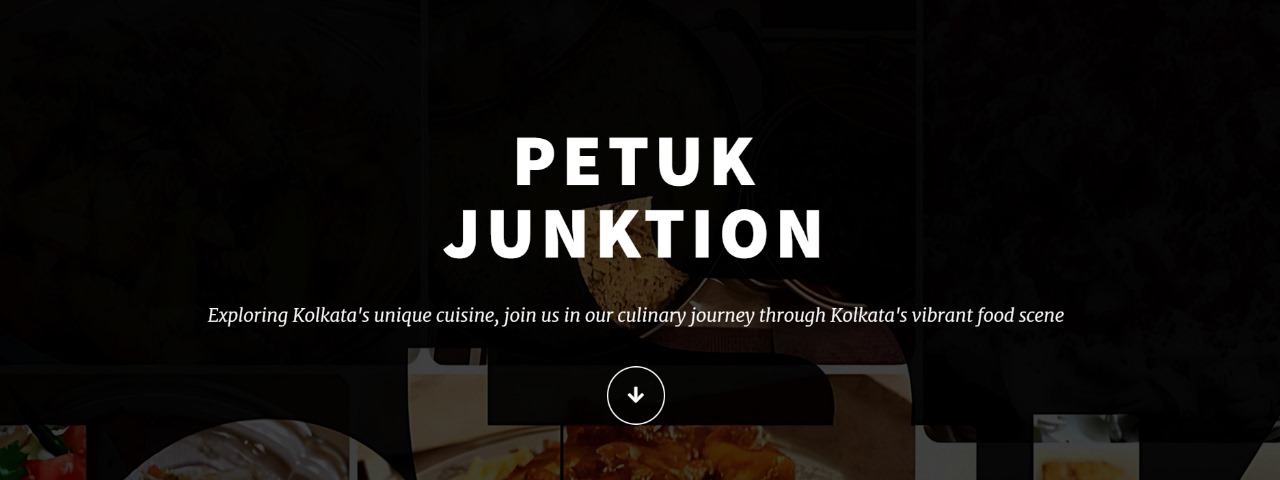 PETUK
JUNKTION
Exploring Kolkata's unique cuisine, join us in our culinary journey through Kolkata's vibrant food scene